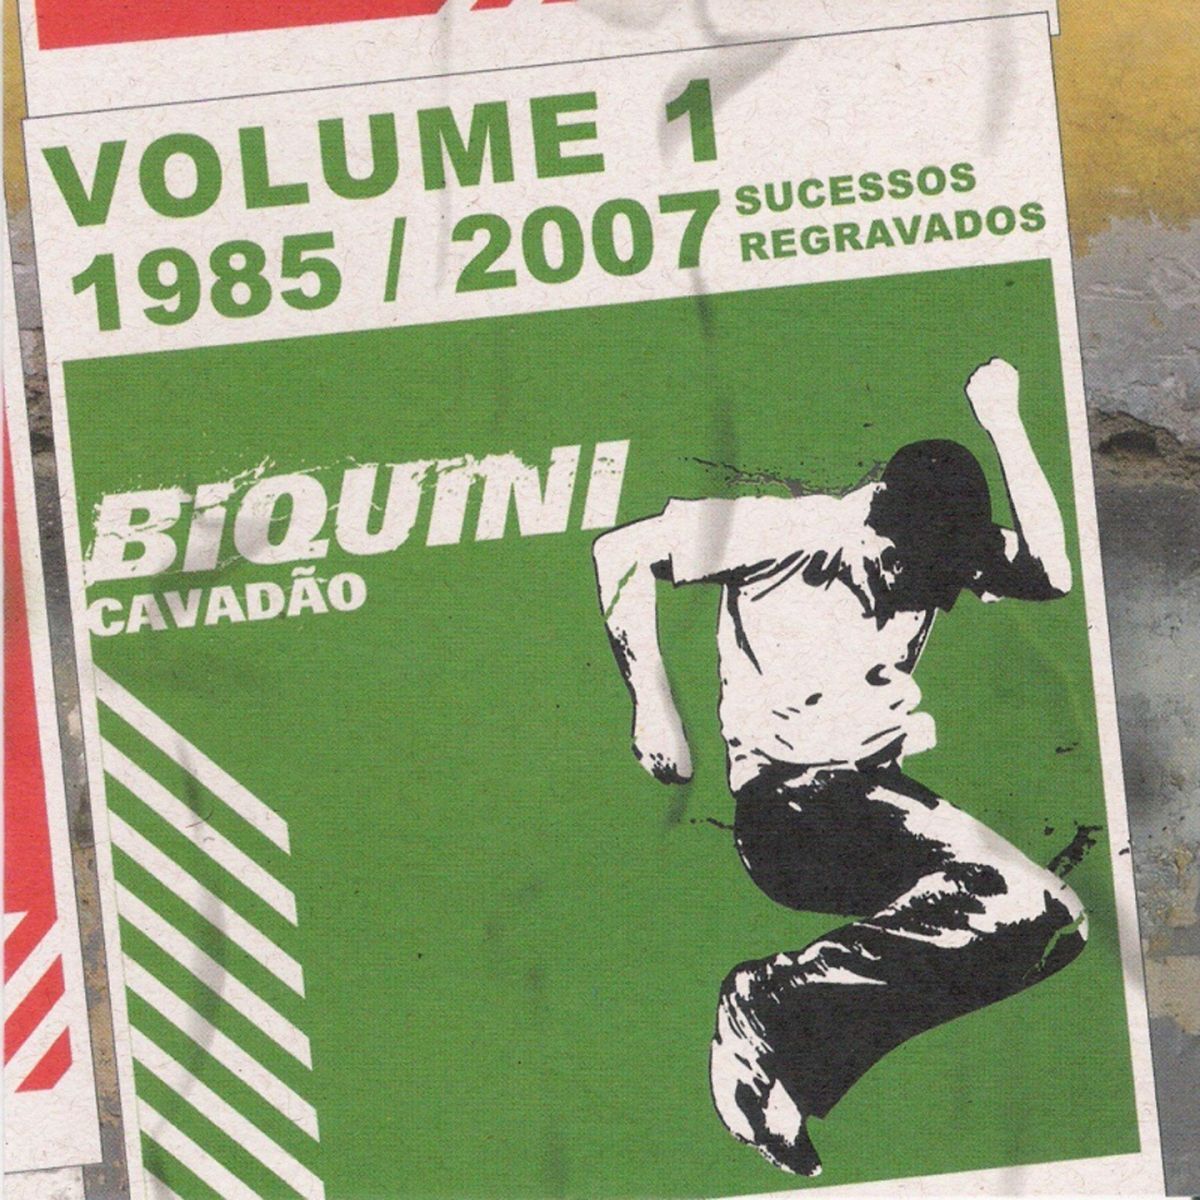 VOLUME 1
1985 / 2007
SUCESSOS
REGRAVADOS
BIQUINI
CAVADÃO